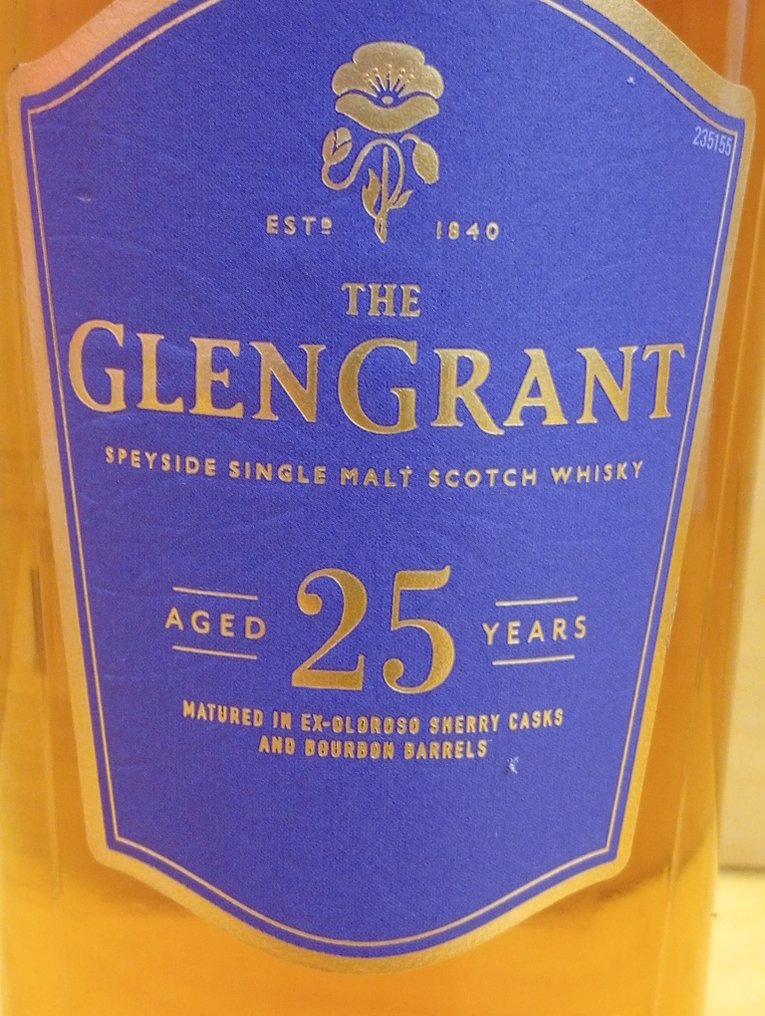 235155
ESTD 1840
THE
GLENGRANT
SPEYSIDE SINGLE MALT SCOTCH WHISKY
AGED 25 YEARS
MATURED IN EX-OLOROSO SHERRY CASKS
AND BOURBON BARRELS